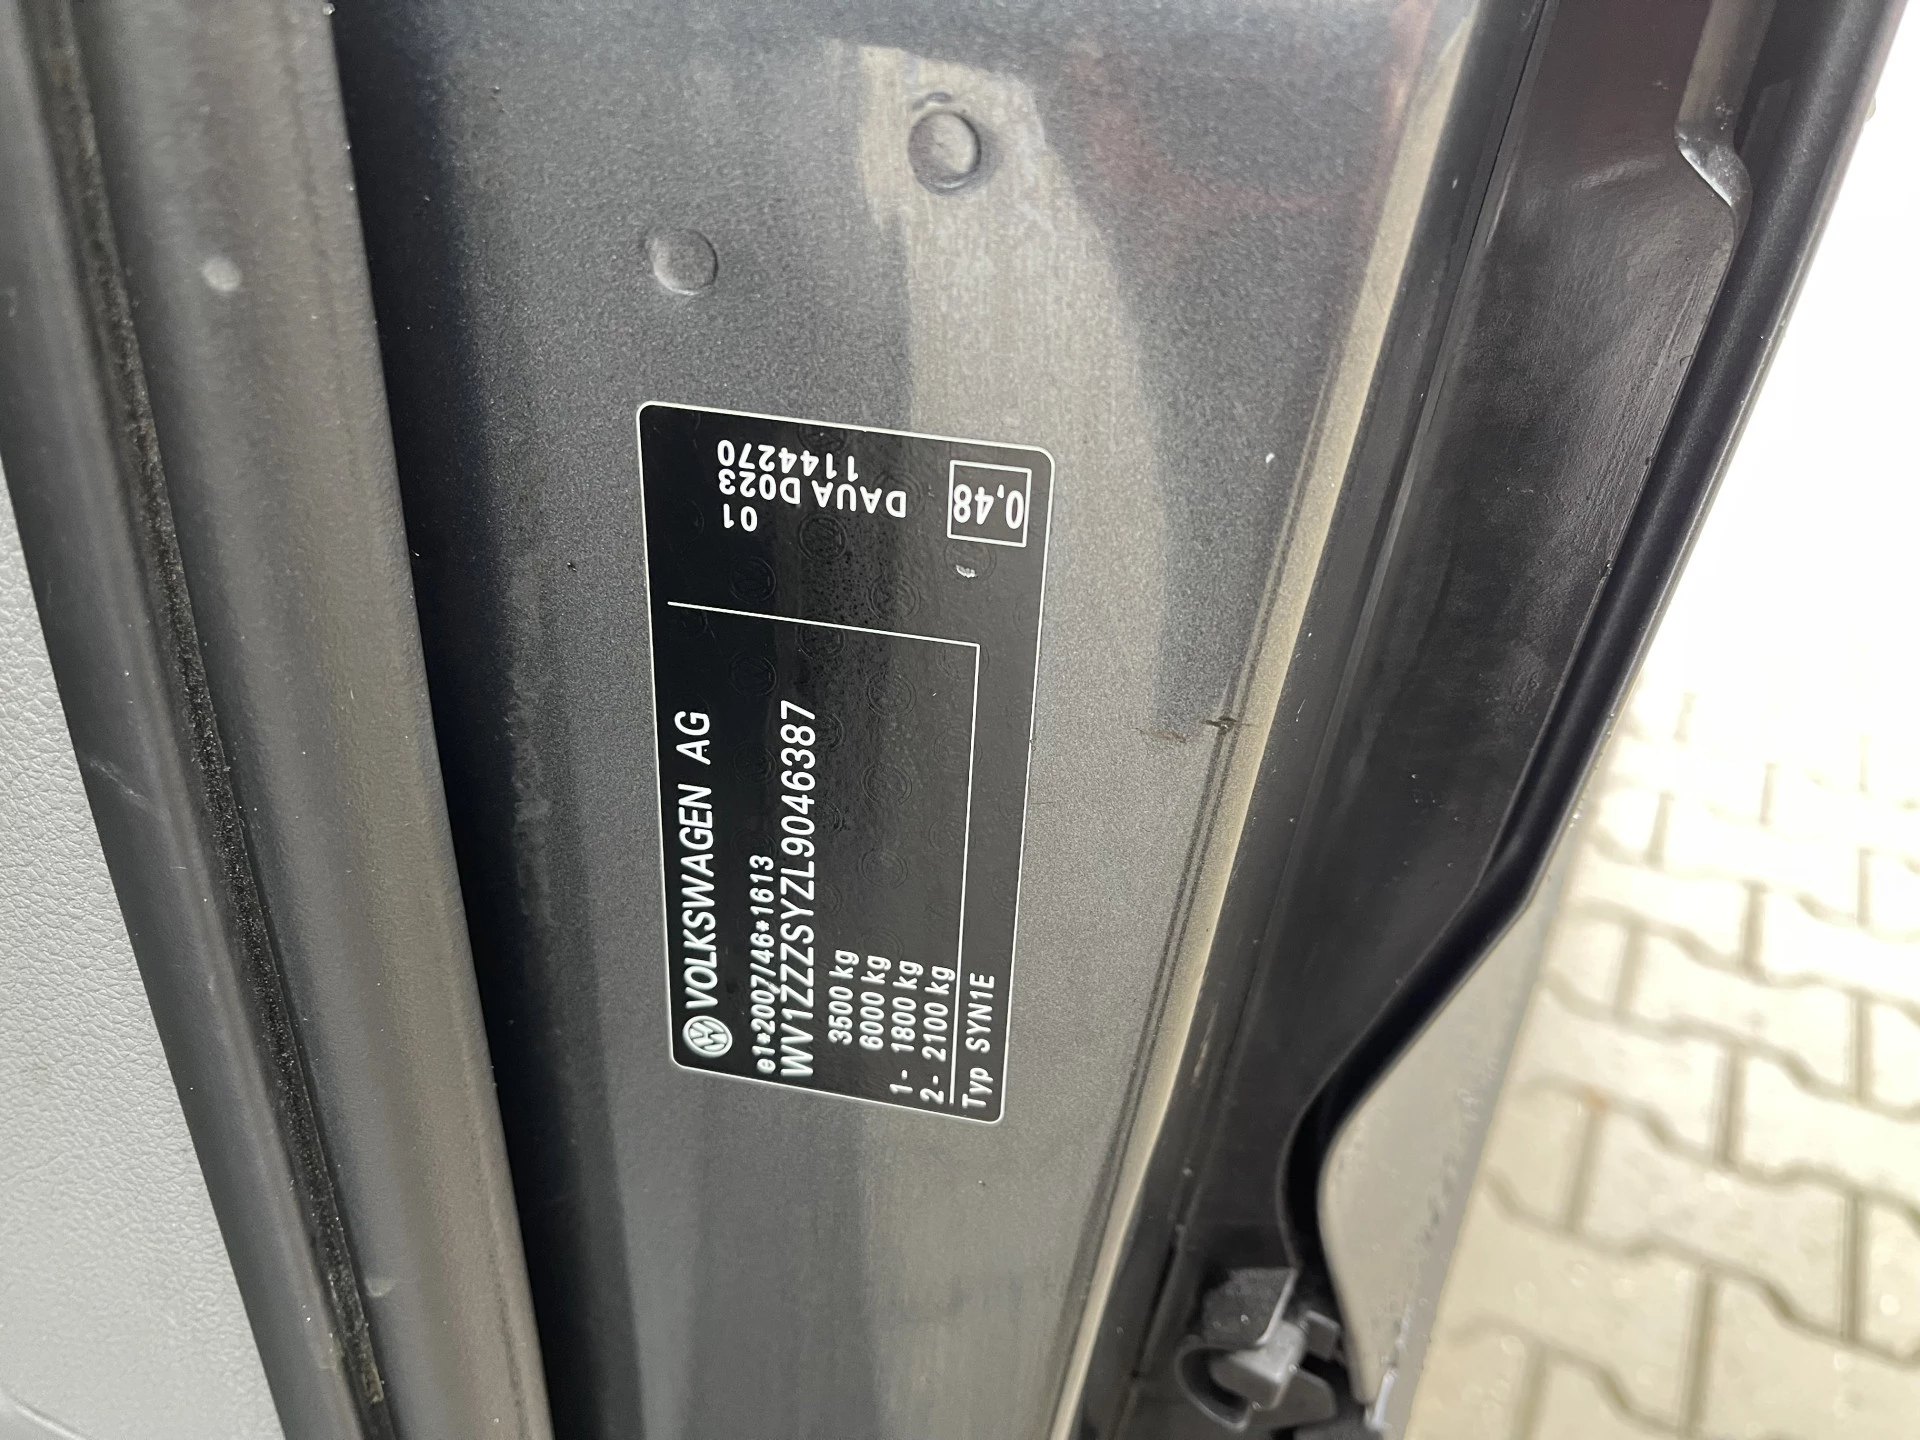 VOLKSWAGEN AG
e1*2007/46*1613
WV1ZZZSYZL9046387
3500 kg
6000 kg
1- 1800 kg
2- 2100 kg
Typ SYN1E
01
DAUA D023
1144270
0,48